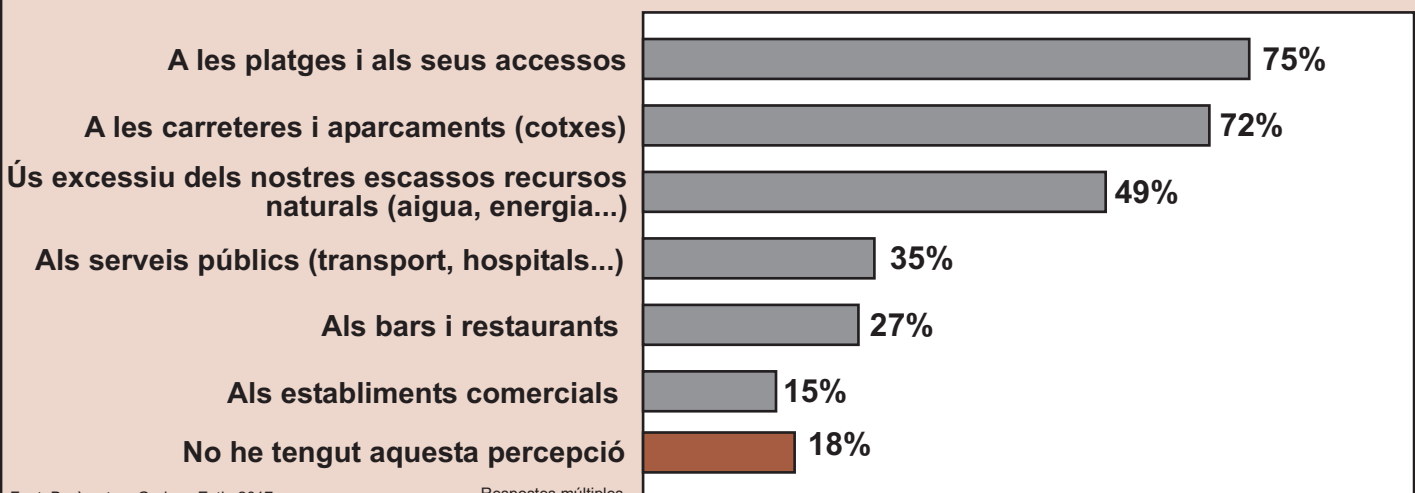 A les platges i als seus accessos 75%
A les carreteres i aparcaments (cotxes) 72%
Ús excessiu dels nostres escassos recursos
naturals (aigua, energia...) 49%
Als serveis públics (transport, hospitals...) 35%
Als bars i restaurants 27%
Als establiments comercials 15%
No he tengut aquesta percepció 18%
Respostes múltiples